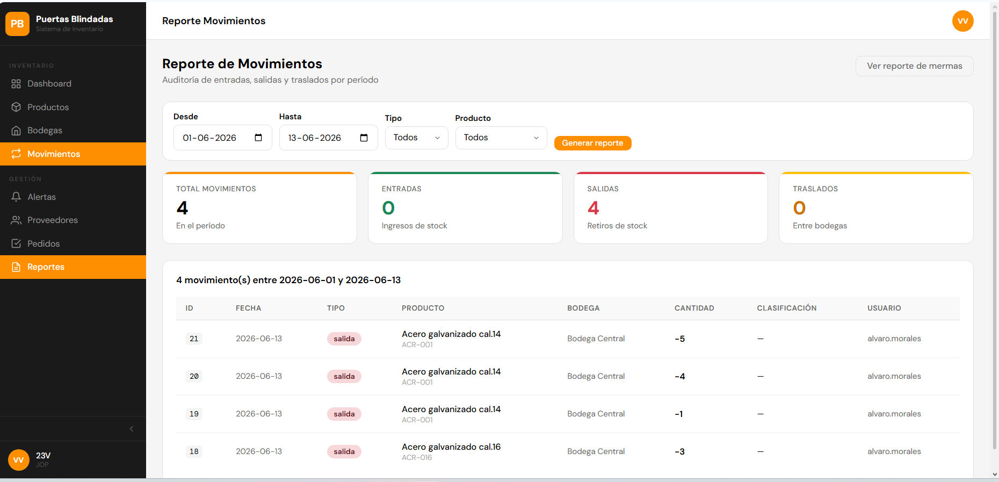 PB
Puertas Blindadas
Sistema de Inventario
INVENTARIO
Dashboard
Productos
Bodegas
Movimientos
GESTIÓN
Alertas
Proveedores
Pedidos
Reportes
VV
23V
JOP
Reporte Movimientos
VV
Reporte de Movimientos
Auditoría de entradas, salidas y traslados por período
Ver reporte de mermas
Desde Hasta Tipo Producto
01-06-2026 13-06-2026 Todos Todos Generar reporte
TOTAL MOVIMIENTOS
4
En el período
ENTRADAS
0
Ingresos de stock
SALIDAS
4
Retiros de stock
TRASLADOS
0
Entre bodegas
4 movimiento(s) entre 2026-06-01 y 2026-06-13
ID FECHA TIPO PRODUCTO BODEGA CANTIDAD CLASIFICACIÓN USUARIO
21 2026-06-13 salida Acero galvanizado cal.14 Bodega Central -5 — alvaro.morales
ACR-001
20 2026-06-13 salida Acero galvanizado cal.14 Bodega Central -4 — alvaro.morales
ACR-001
19 2026-06-13 salida Acero galvanizado cal.14 Bodega Central -1 — alvaro.morales
ACR-001
18 2026-06-13 salida Acero galvanizado cal.16 Bodega Central -3 — alvaro.morales
ACR-016